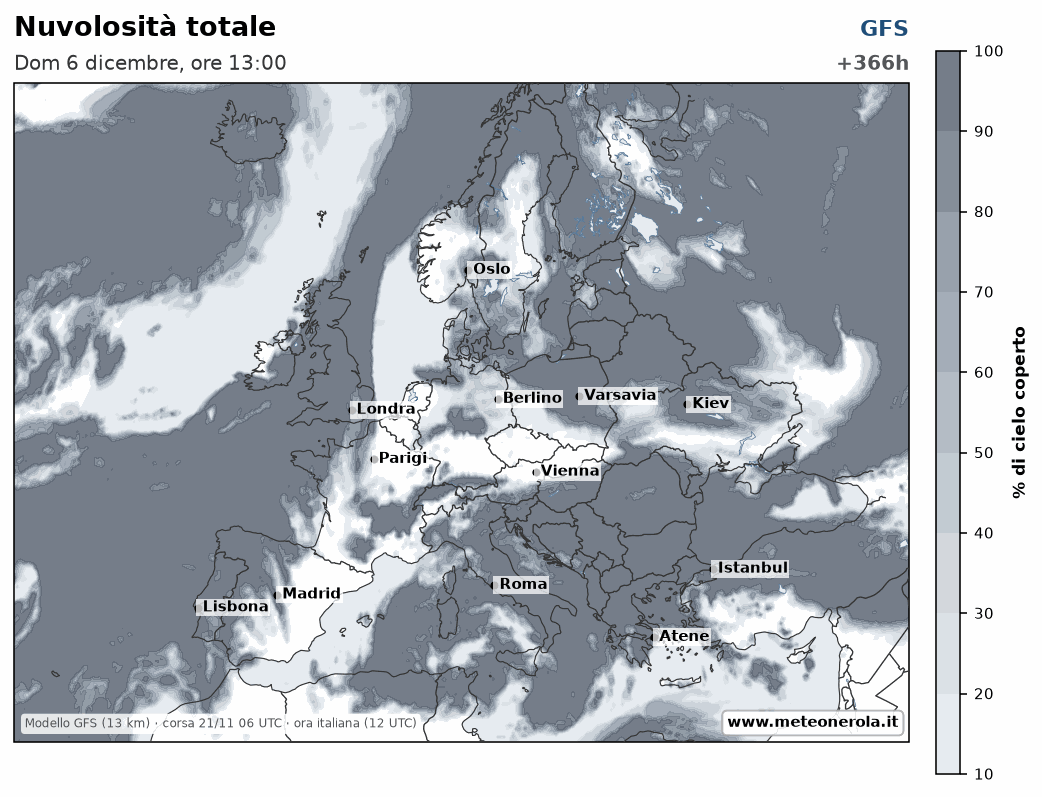 Nuvolosità totale
GFS
Dom 6 dicembre, ore 13:00
+366h
100
90
80
70
60
50
40
30
20
10
% di cielo coperto
Oslo
Londra
Berlino
Varsavia
Kiev
Parigi
Vienna
Istanbul
Roma
Madrid
Lisbona
Atene
Modello GFS (13 km) · corsa 21/11 06 UTC · ora italiana (12 UTC)
www.meteonerola.it